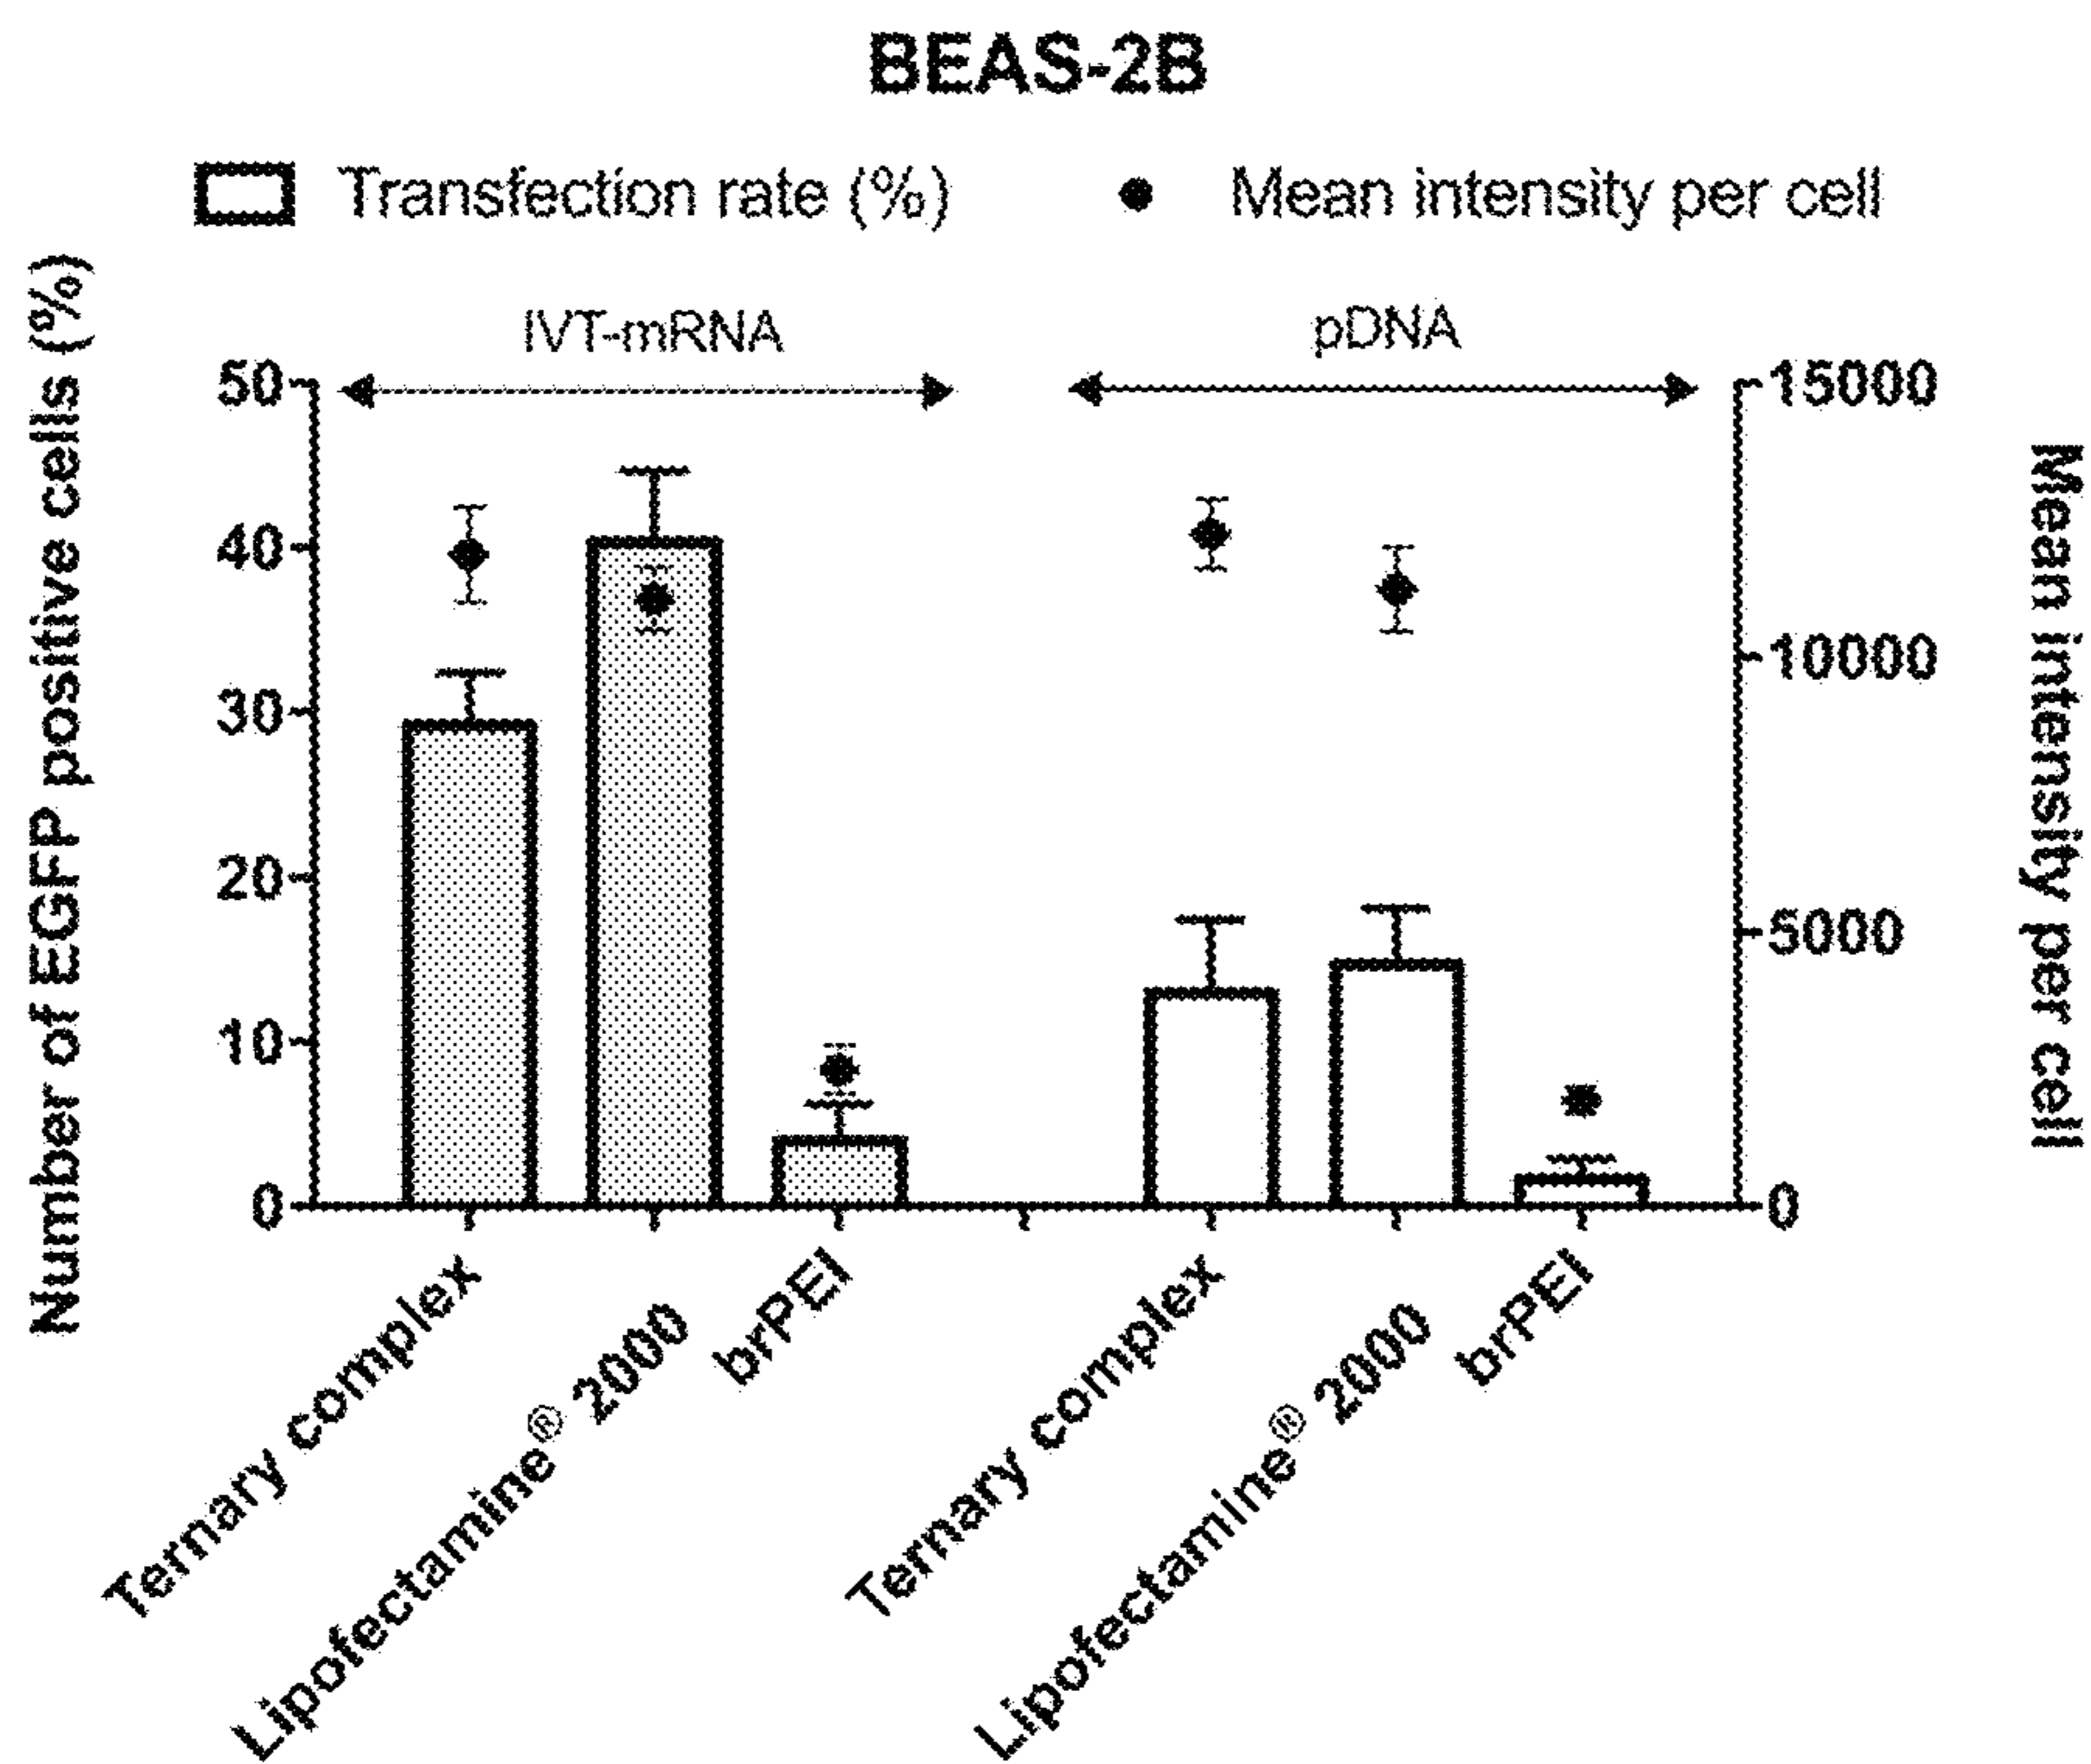 BEAS-2B
Transfection rate (%)
Mean intensity per cell
IVT-mRNA
pDNA
Number of EGFP positive cells (%)
50
40
30
20
10
0
15000
10000
5000
0
Mean intensity per cell
Ternary complex
Lipofectamine® 2000
brPEI
Ternary complex
Lipofectamine® 2000
brPEI